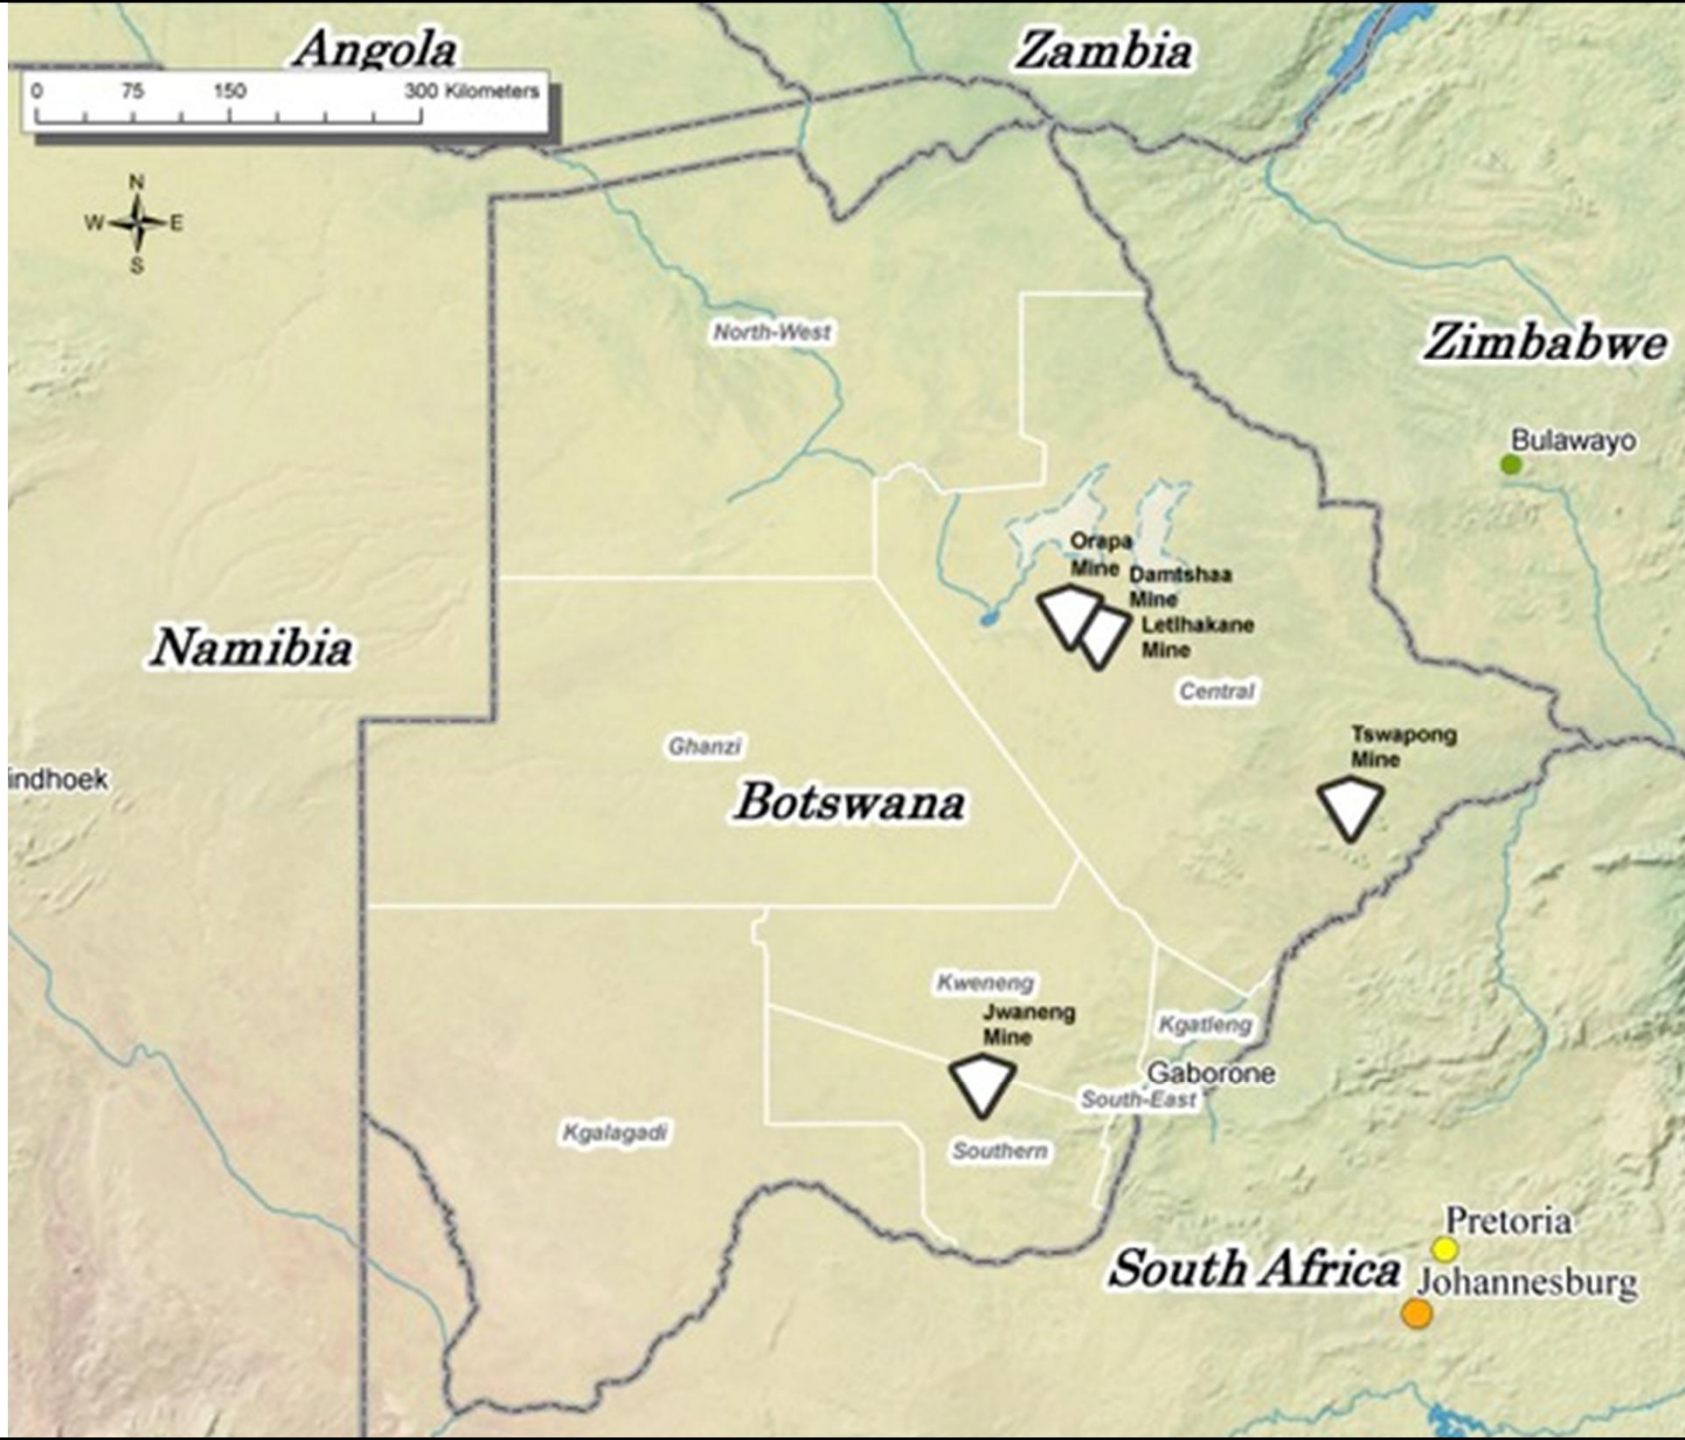 Angola
Zambia
0 75 150 300 Kilometers
N
W E
S
North-West
Zimbabwe
Bulawayo
Orapa
Mine
Damtshaa
Mine
Letlhakane
Mine
Namibia
Central
Ghanzi
Tswapong
Mine
indhoek
Botswana
Kweneng
Jwaneng
Mine
Kgatleng
Gaborone
South-East
Kgalagadi
Southern
Pretoria
South Africa
Johannesburg